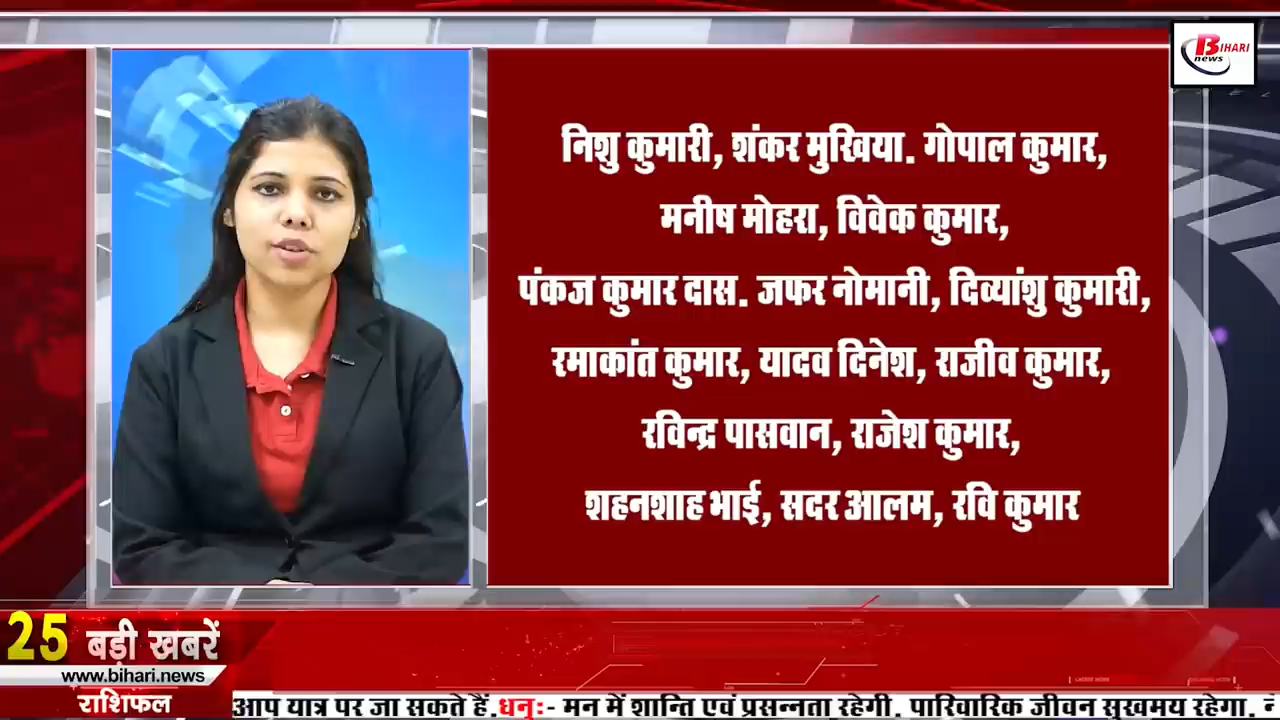 BIHARI
news
निशु कुमारी, शंकर मुखिया. गोपाल कुमार,
मनीष मोहरा, विवेक कुमार,
पंकज कुमार दास. जफर नोमानी, दिव्यांशु कुमारी,
रमाकांत कुमार, यादव दिनेश, राजीव कुमार,
रविन्द्र पासवान, राजेश कुमार,
शहनशाह भाई, सदर आलम, रवि कुमार
25 बड़ी खबरें
www.bihari.news
राशिफल
आप यात्र पर जा सकते हैं.धनुः- मन में शान्ति एवं प्रसन्नता रहेगी. पारिवारिक जीवन सुखमय रहेगा.